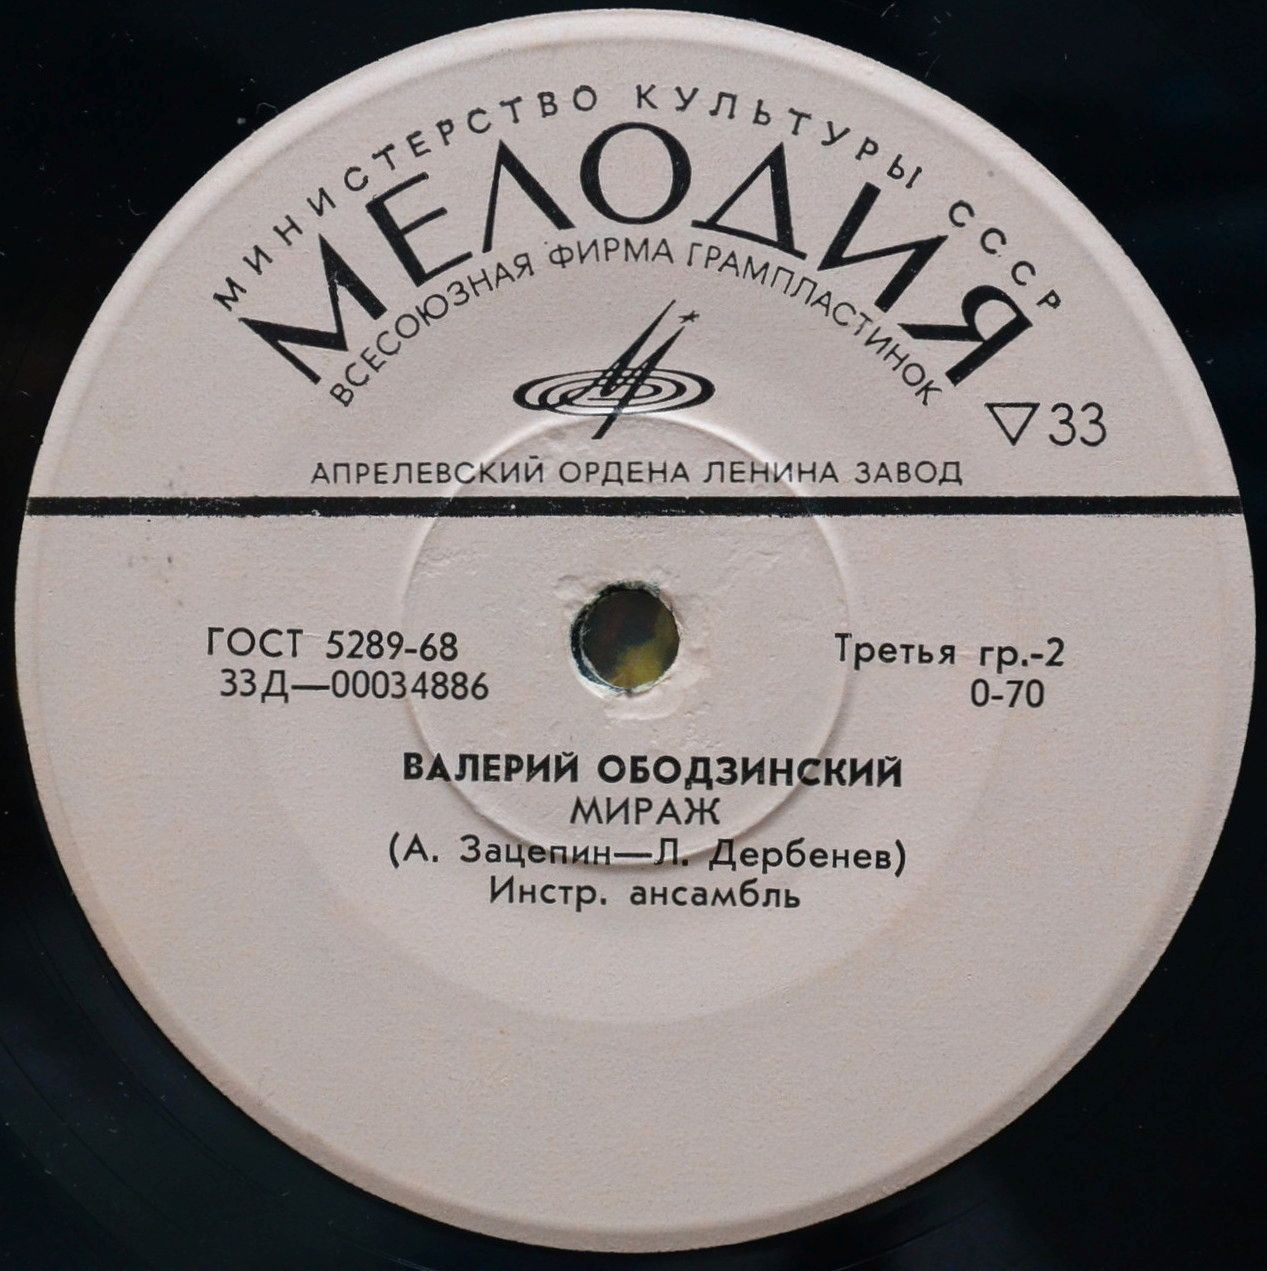 МИНИСТЕРСТВО КУЛЬТУРЫ СССР
МЕЛОДИЯ
ВСЕСОЮЗНАЯ ФИРМА ГРАМПЛАСТИНОК
33
АПРЕЛЕВСКИЙ ОРДЕНА ЛЕНИНА ЗАВОД
ГОСТ 5289-68
33Д—00034886
Третья гр.-2
0-70
ВАЛЕРИЙ ОБОДЗИНСКИЙ
МИРАЖ
(А. Зацепин—Л. Дербенев)
Инстр. ансамбль